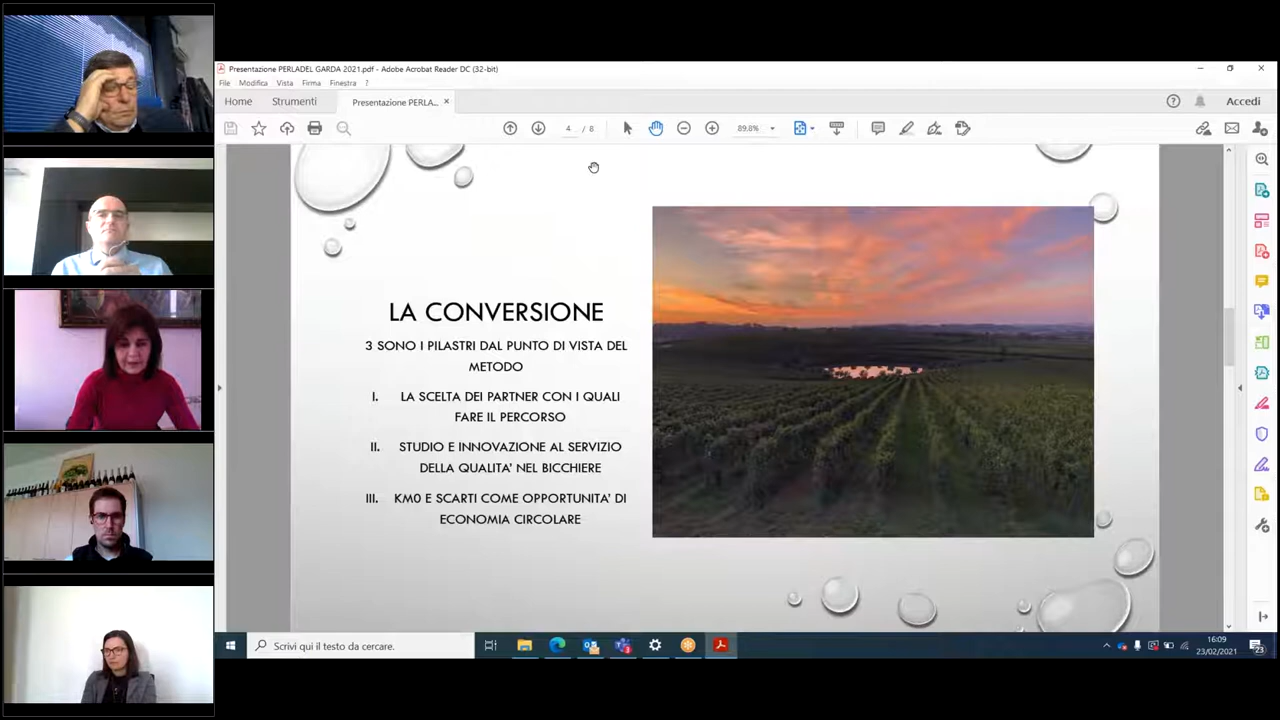 Presentazione PERLADEL GARDA 2021.pdf - Adobe Acrobat Reader DC (32-bit)
File Modifica Vista Firma Finestra ?
Home Strumenti Presentazione PERLA... × Accedi
4 / 8 89,8%
LA CONVERSIONE
3 SONO I PILASTRI DAL PUNTO DI VISTA DEL
METODO
I. LA SCELTA DEI PARTNER CON I QUALI
FARE IL PERCORSO
II. STUDIO E INNOVAZIONE AL SERVIZIO
DELLA QUALITA' NEL BICCHIERE
III. KM0 E SCARTI COME OPPORTUNITA' DI
ECONOMIA CIRCOLARE
Scrivi qui il testo da cercare.
16:09
23/02/2021
23